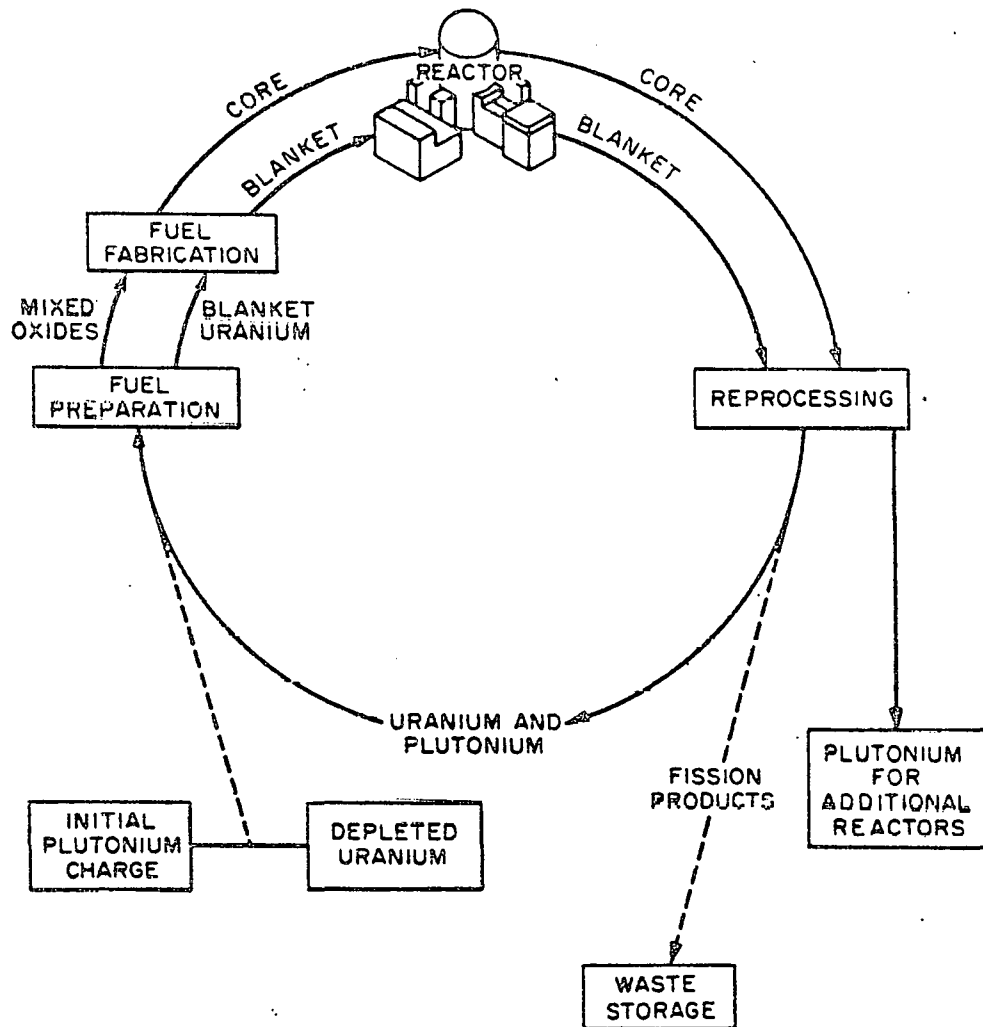 REACTOR
CORE
CORE
BLANKET
BLANKET
FUEL
FABRICATION
MIXED
OXIDES
BLANKET
URANIUM
FUEL
PREPARATION
REPROCESSING
URANIUM AND
PLUTONIUM
FISSION
PRODUCTS
PLUTONIUM
FOR
ADDITIONAL
REACTORS
INITIAL
PLUTONIUM
CHARGE
DEPLETED
URANIUM
WASTE
STORAGE